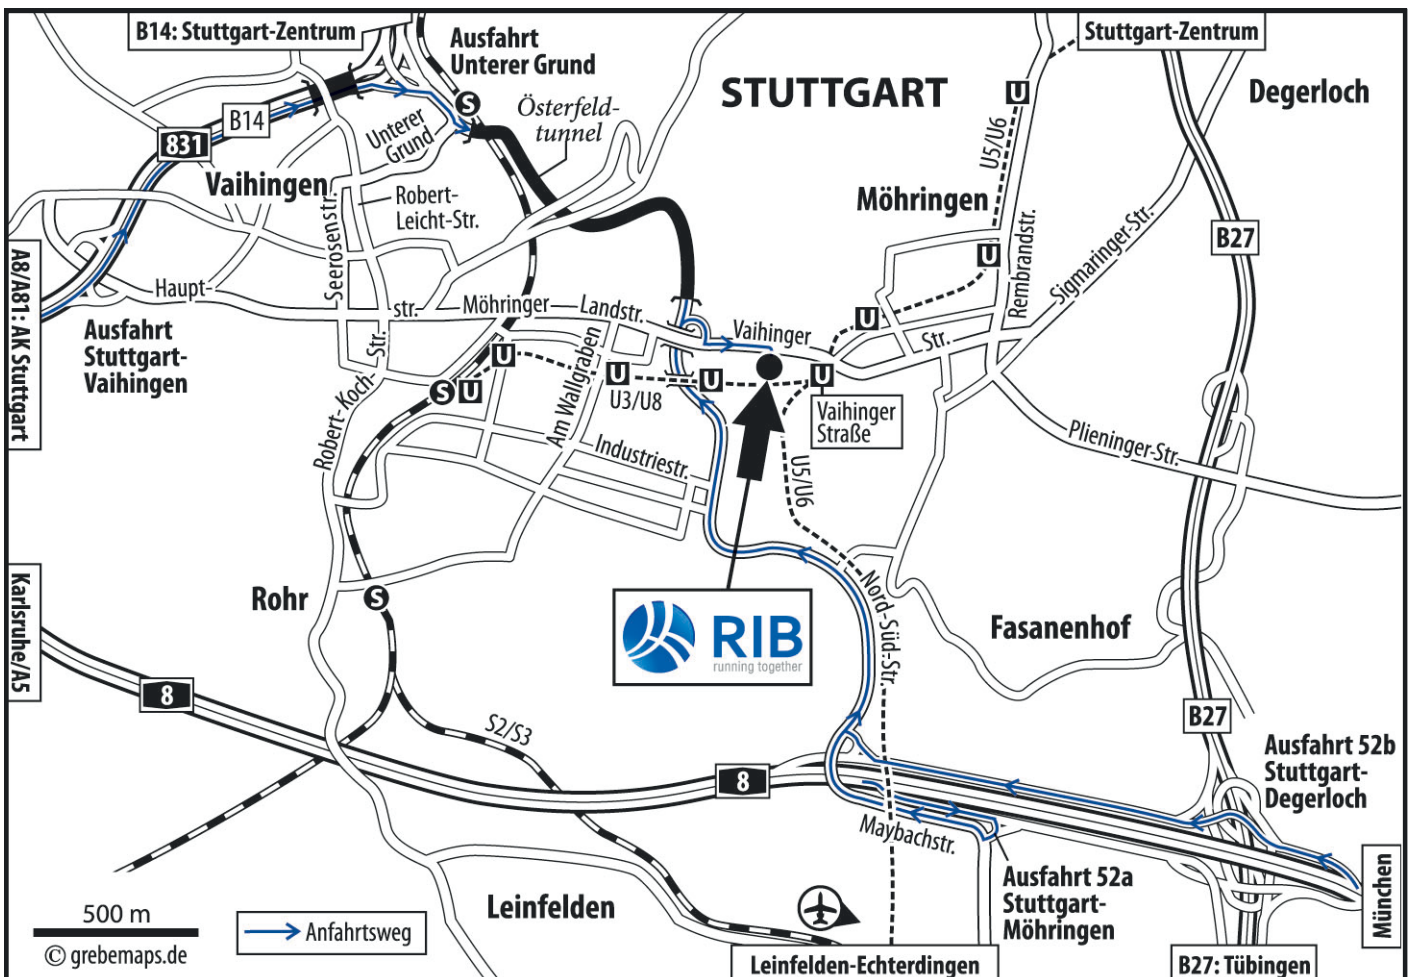 B14: Stuttgart-Zentrum
Ausfahrt
Unterer Grund
STUTTGART
Stuttgart-Zentrum
Degerloch
S
Österfeld-
tunnel
U
U5/U6
B14
831
Unterer
Grund
Vaihingen
Robert-
Leicht-Str.
Seerosenstr.
Möhringen
U
Rembrandstr.
Sigmaringer-Str.
B27
A8/A81: AK Stuttgart
Haupt-
str.
Möhringer
Landstr.
Vaihinger
U
Str.
Ausfahrt
Stuttgart-
Vaihingen
Robert-Koch-
Str.
S
U
U
U
U3/U8
U
U
Vaihinger
Straße
Am Wallgraben
Industriestr.
U5/U6
Plieninger-Str.
Karlsruhe/A5
Rohr
S
RIB
running together
Nord-Süd-Str.
Fasanenhof
8
S2/S3
8
B27
Ausfahrt 52b
Stuttgart-
Degerloch
Maybachstr.
Ausfahrt 52a
Stuttgart-
Möhringen
München
Leinfelden
500 m
© grebemaps.de
Anfahrtsweg
Leinfelden-Echterdingen
B27: Tübingen